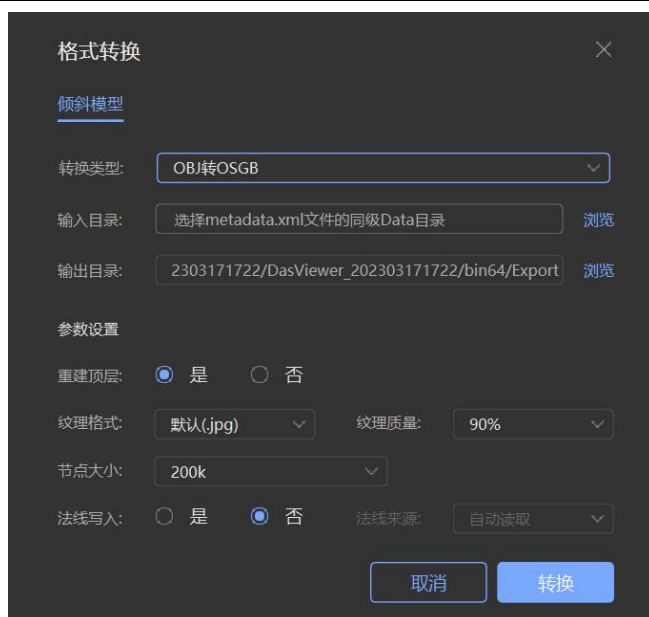 格式转换
倾斜模型
转换类型: OBJ转OSGB
输入目录: 选择metadata.xml文件的同级Data目录 浏览
输出目录: 2303171722/DasViewer_202303171722/bin64/Export 浏览
参数设置
重建顶层: 是 否
纹理格式: 默认(.jpg) 纹理质量: 90%
节点大小: 200k
法线写入: 是 否 法线来源: 自动读取
取消 转换